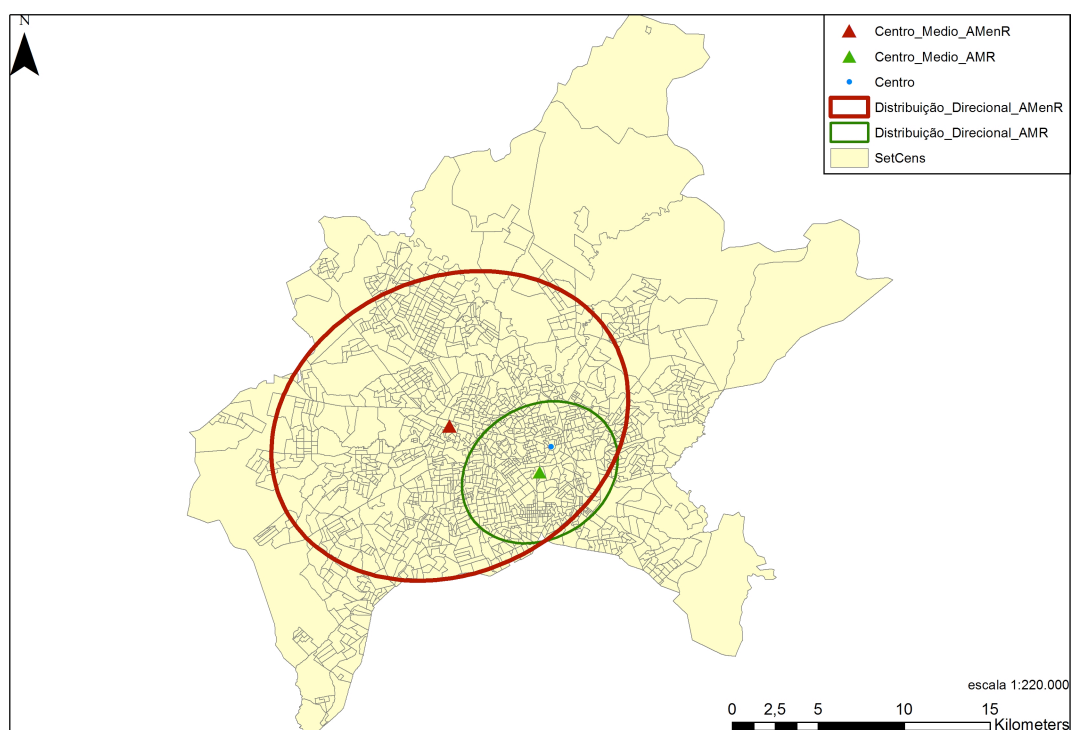 N
Centro_Medio_AMenR
Centro_Medio_AMR
Centro
Distribuição_Direcional_AMenR
Distribuição_Direcional_AMR
SetCens
escala 1:220.000
0 2,5 5 10 15
Kilometers